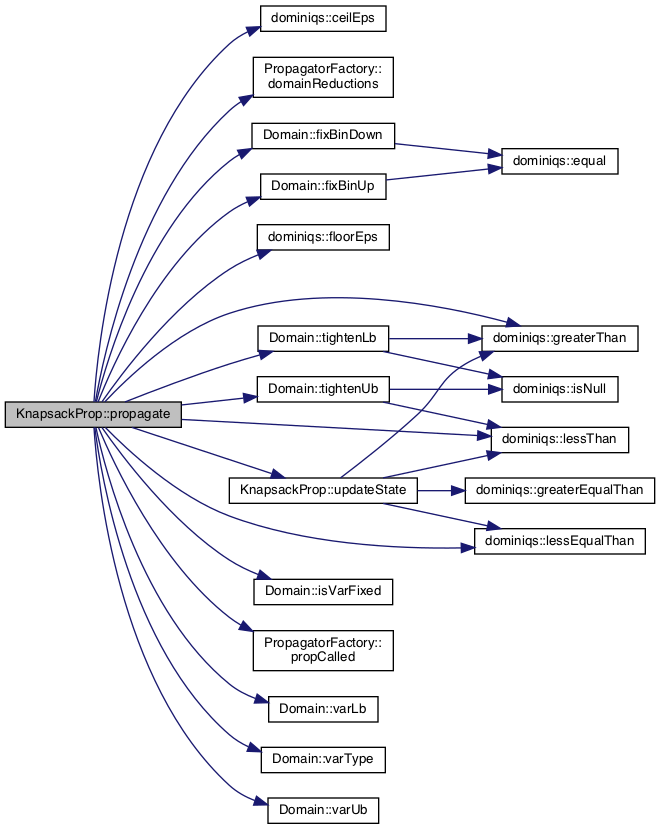 dominiqs::ceilEps
PropagatorFactory::
domainReductions
Domain::fixBinDown
dominiqs::equal
Domain::fixBinUp
dominiqs::floorEps
Domain::tightenLb
dominiqs::greaterThan
Domain::tightenUb
dominiqs::isNull
KnapsackProp::propagate
dominiqs::lessThan
KnapsackProp::updateState
dominiqs::greaterEqualThan
dominiqs::lessEqualThan
Domain::isVarFixed
PropagatorFactory::
propCalled
Domain::varLb
Domain::varType
Domain::varUb